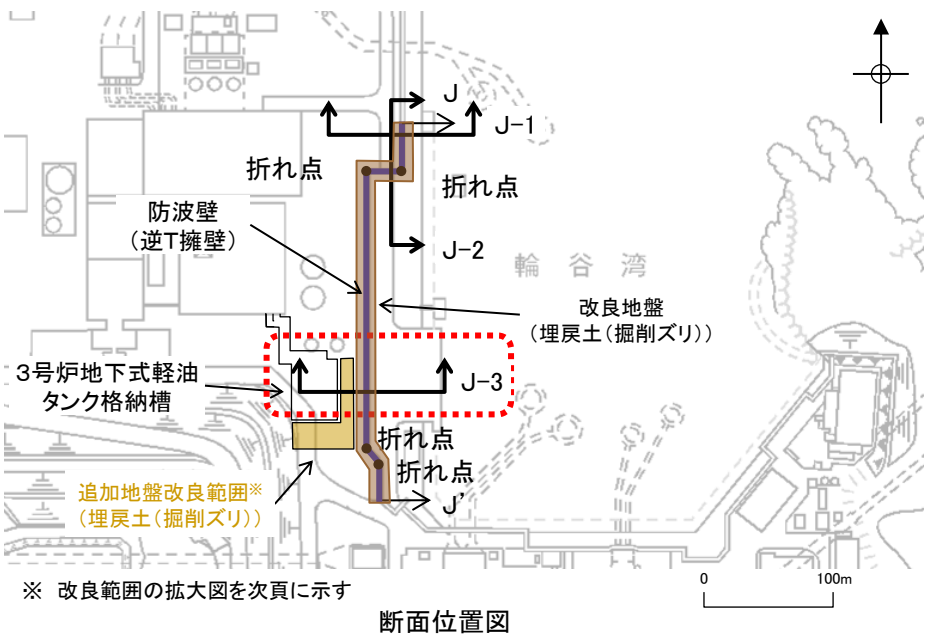 J
J-1
折れ点
折れ点
防波壁
（逆T擁壁）
J-2
輪谷湾
改良地盤
（埋戻土（掘削ズリ））
３号炉地下式軽油
タンク格納槽
J-3
折れ点
折れ点
追加地盤改良範囲※
（埋戻土（掘削ズリ））
J’
※ 改良範囲の拡大図を次頁に示す
0 100m
断面位置図